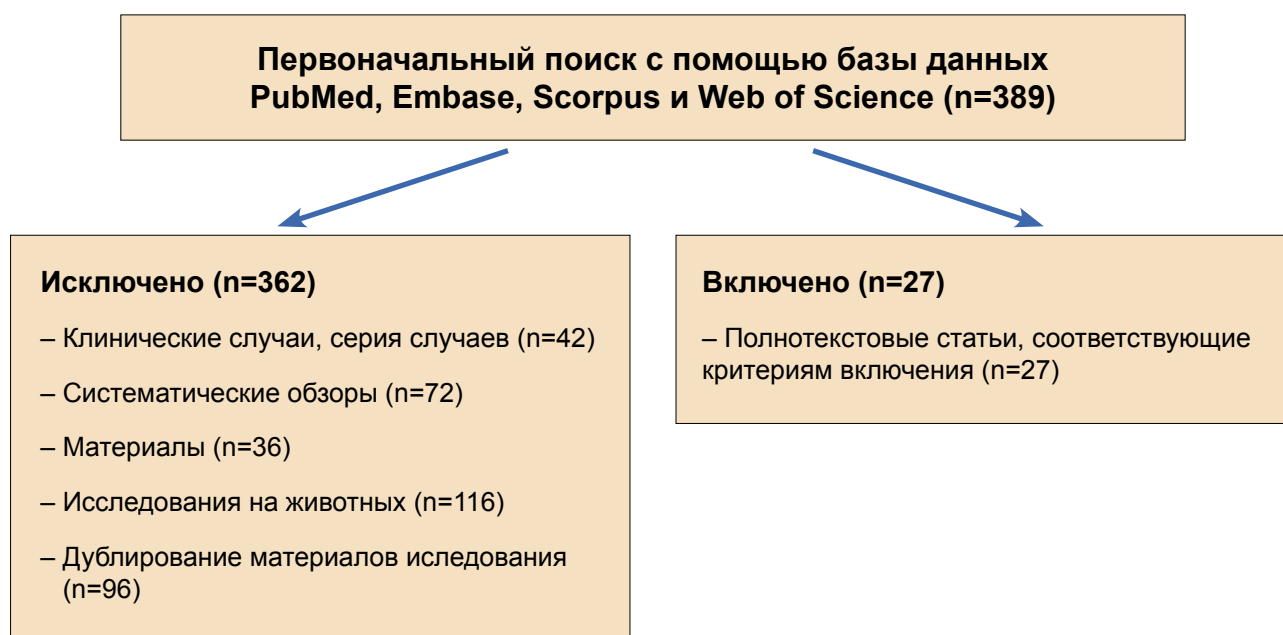 Первоначальный поиск с помощью базы данных
PubMed, Embase, Scorpus и Web of Science (n=389)
Исключено (n=362)
– Клинические случаи, серия случаев (n=42)
– Систематические обзоры (n=72)
– Материалы (n=36)
– Исследования на животных (n=116)
– Дублирование материалов иследования
(n=96)
Включено (n=27)
– Полнотекстовые статьи, соответствующие
критериям включения (n=27)